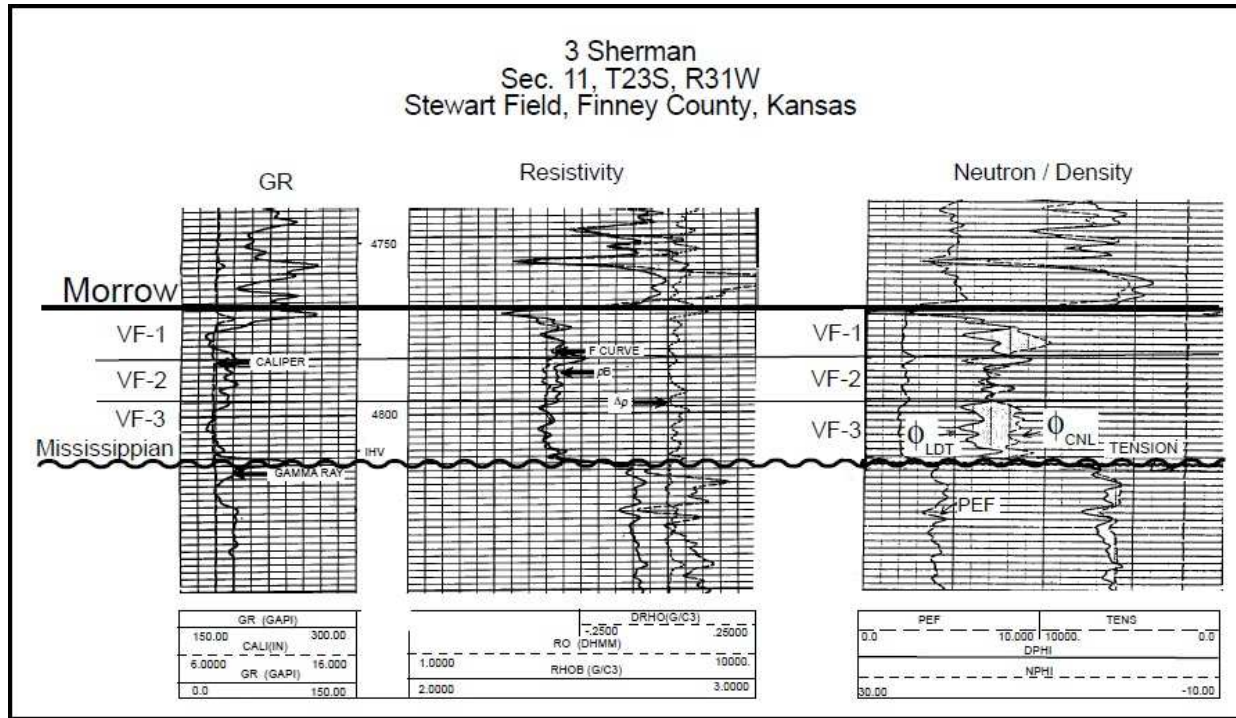 3 Sherman
Sec. 11, T23S, R31W
Stewart Field, Finney County, Kansas
GR
Resistivity
Neutron / Density
4750
Morrow
VF-1
VF-1
CALIPER
F CURVE
VF-2
ρB
VF-2
Δρ
VF-3
4800
VF-3
ϕLDT
ϕCNL
Mississippian
IHV
TENSION
GAMMA RAY
PEF
GR (GAPI)
150.00 300.00
CALI(IN)
6.0000 16.000
GR (GAPI)
0.0 150.00
DRHO(G/C3)
-.2500 .25000
RO (DHMM)
1.0000 10000.
RHOB (G/C3)
2.0000 3.0000
PEF TENS
0.0 10.000 10000. 0.0
DPHI
NPHI
30.00 -10.00